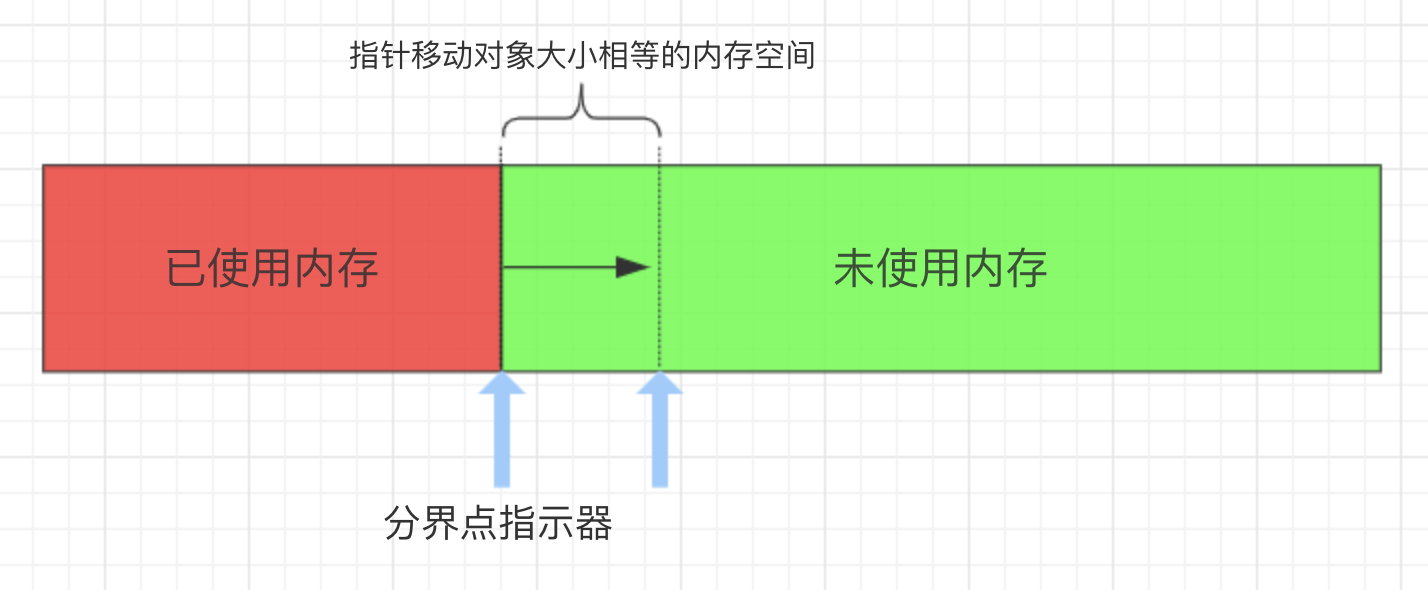 指针移动对象大小相等的内存空间
已使用内存
未使用内存
分界点指示器